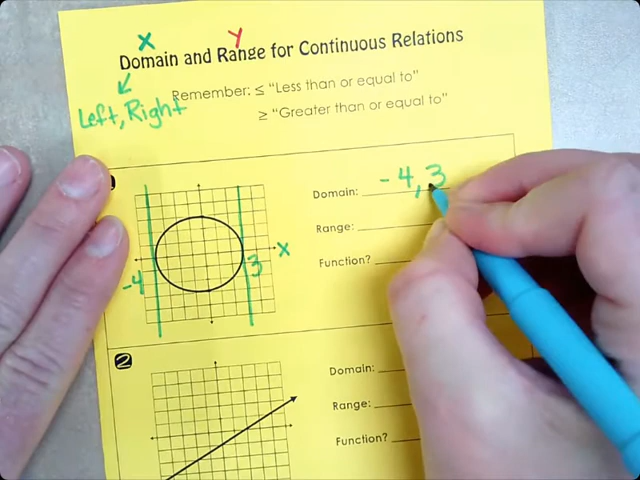 X Y
Domain and Range for Continuous Relations
Left, Right
Remember: ≤ "Less than or equal to"
≥ "Greater than or equal to"
Domain: -4, 3
Range:
Function?
-4 3 X
2
Domain:
Range:
Function?